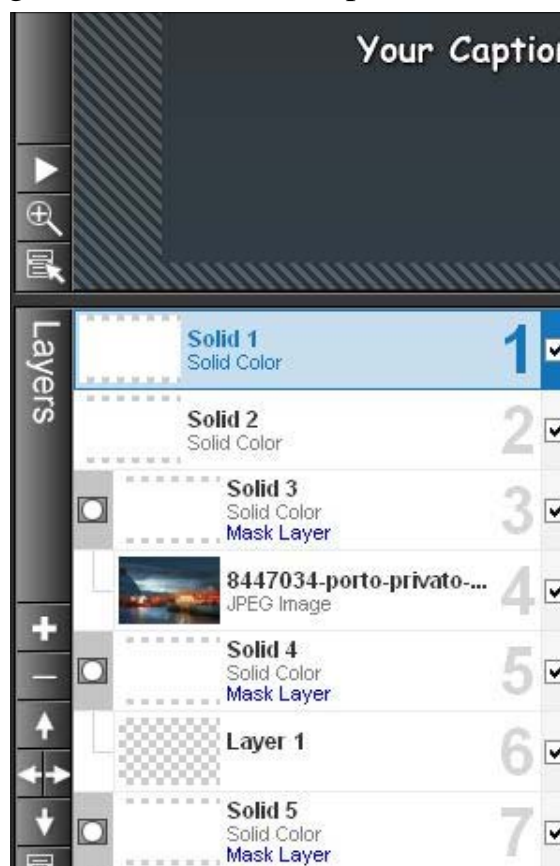 Your Caption
Layers
Solid 1
Solid Color
1
Solid 2
Solid Color
2
Solid 3
Solid Color
Mask Layer
3
8447034-porto-privato-...
JPEG Image
4
Solid 4
Solid Color
Mask Layer
5
Layer 1
6
Solid 5
Solid Color
Mask Layer
7